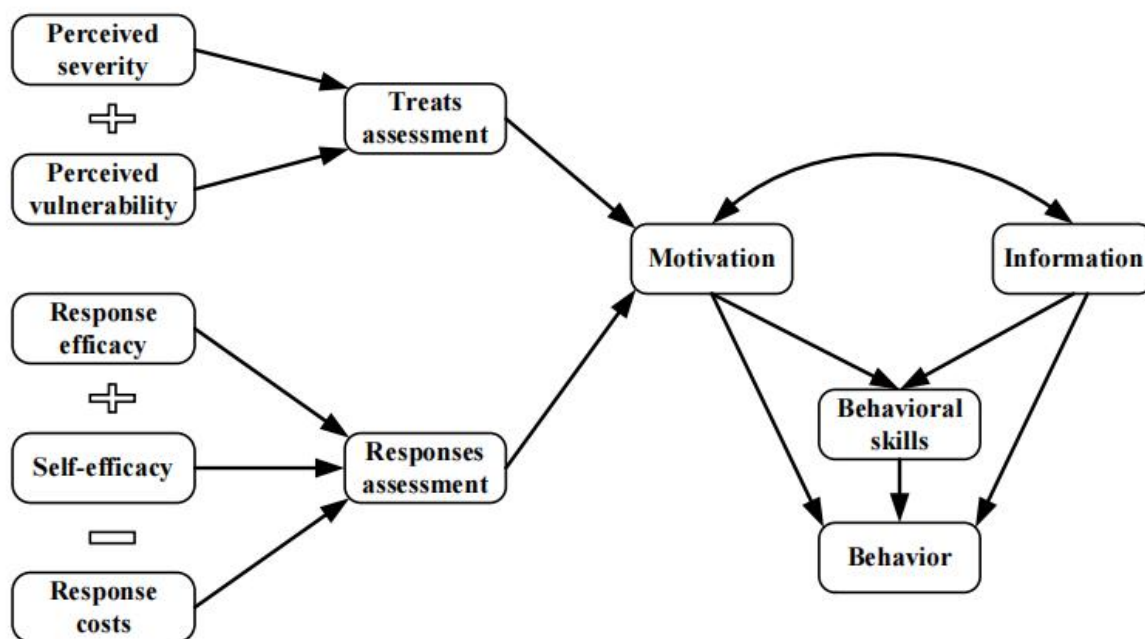 Perceived
severity
Perceived
vulnerability
Treats
assessment
Response
efficacy
Self-efficacy
Response
costs
Responses
assessment
Motivation
Information
Behavioral
skills
Behavior